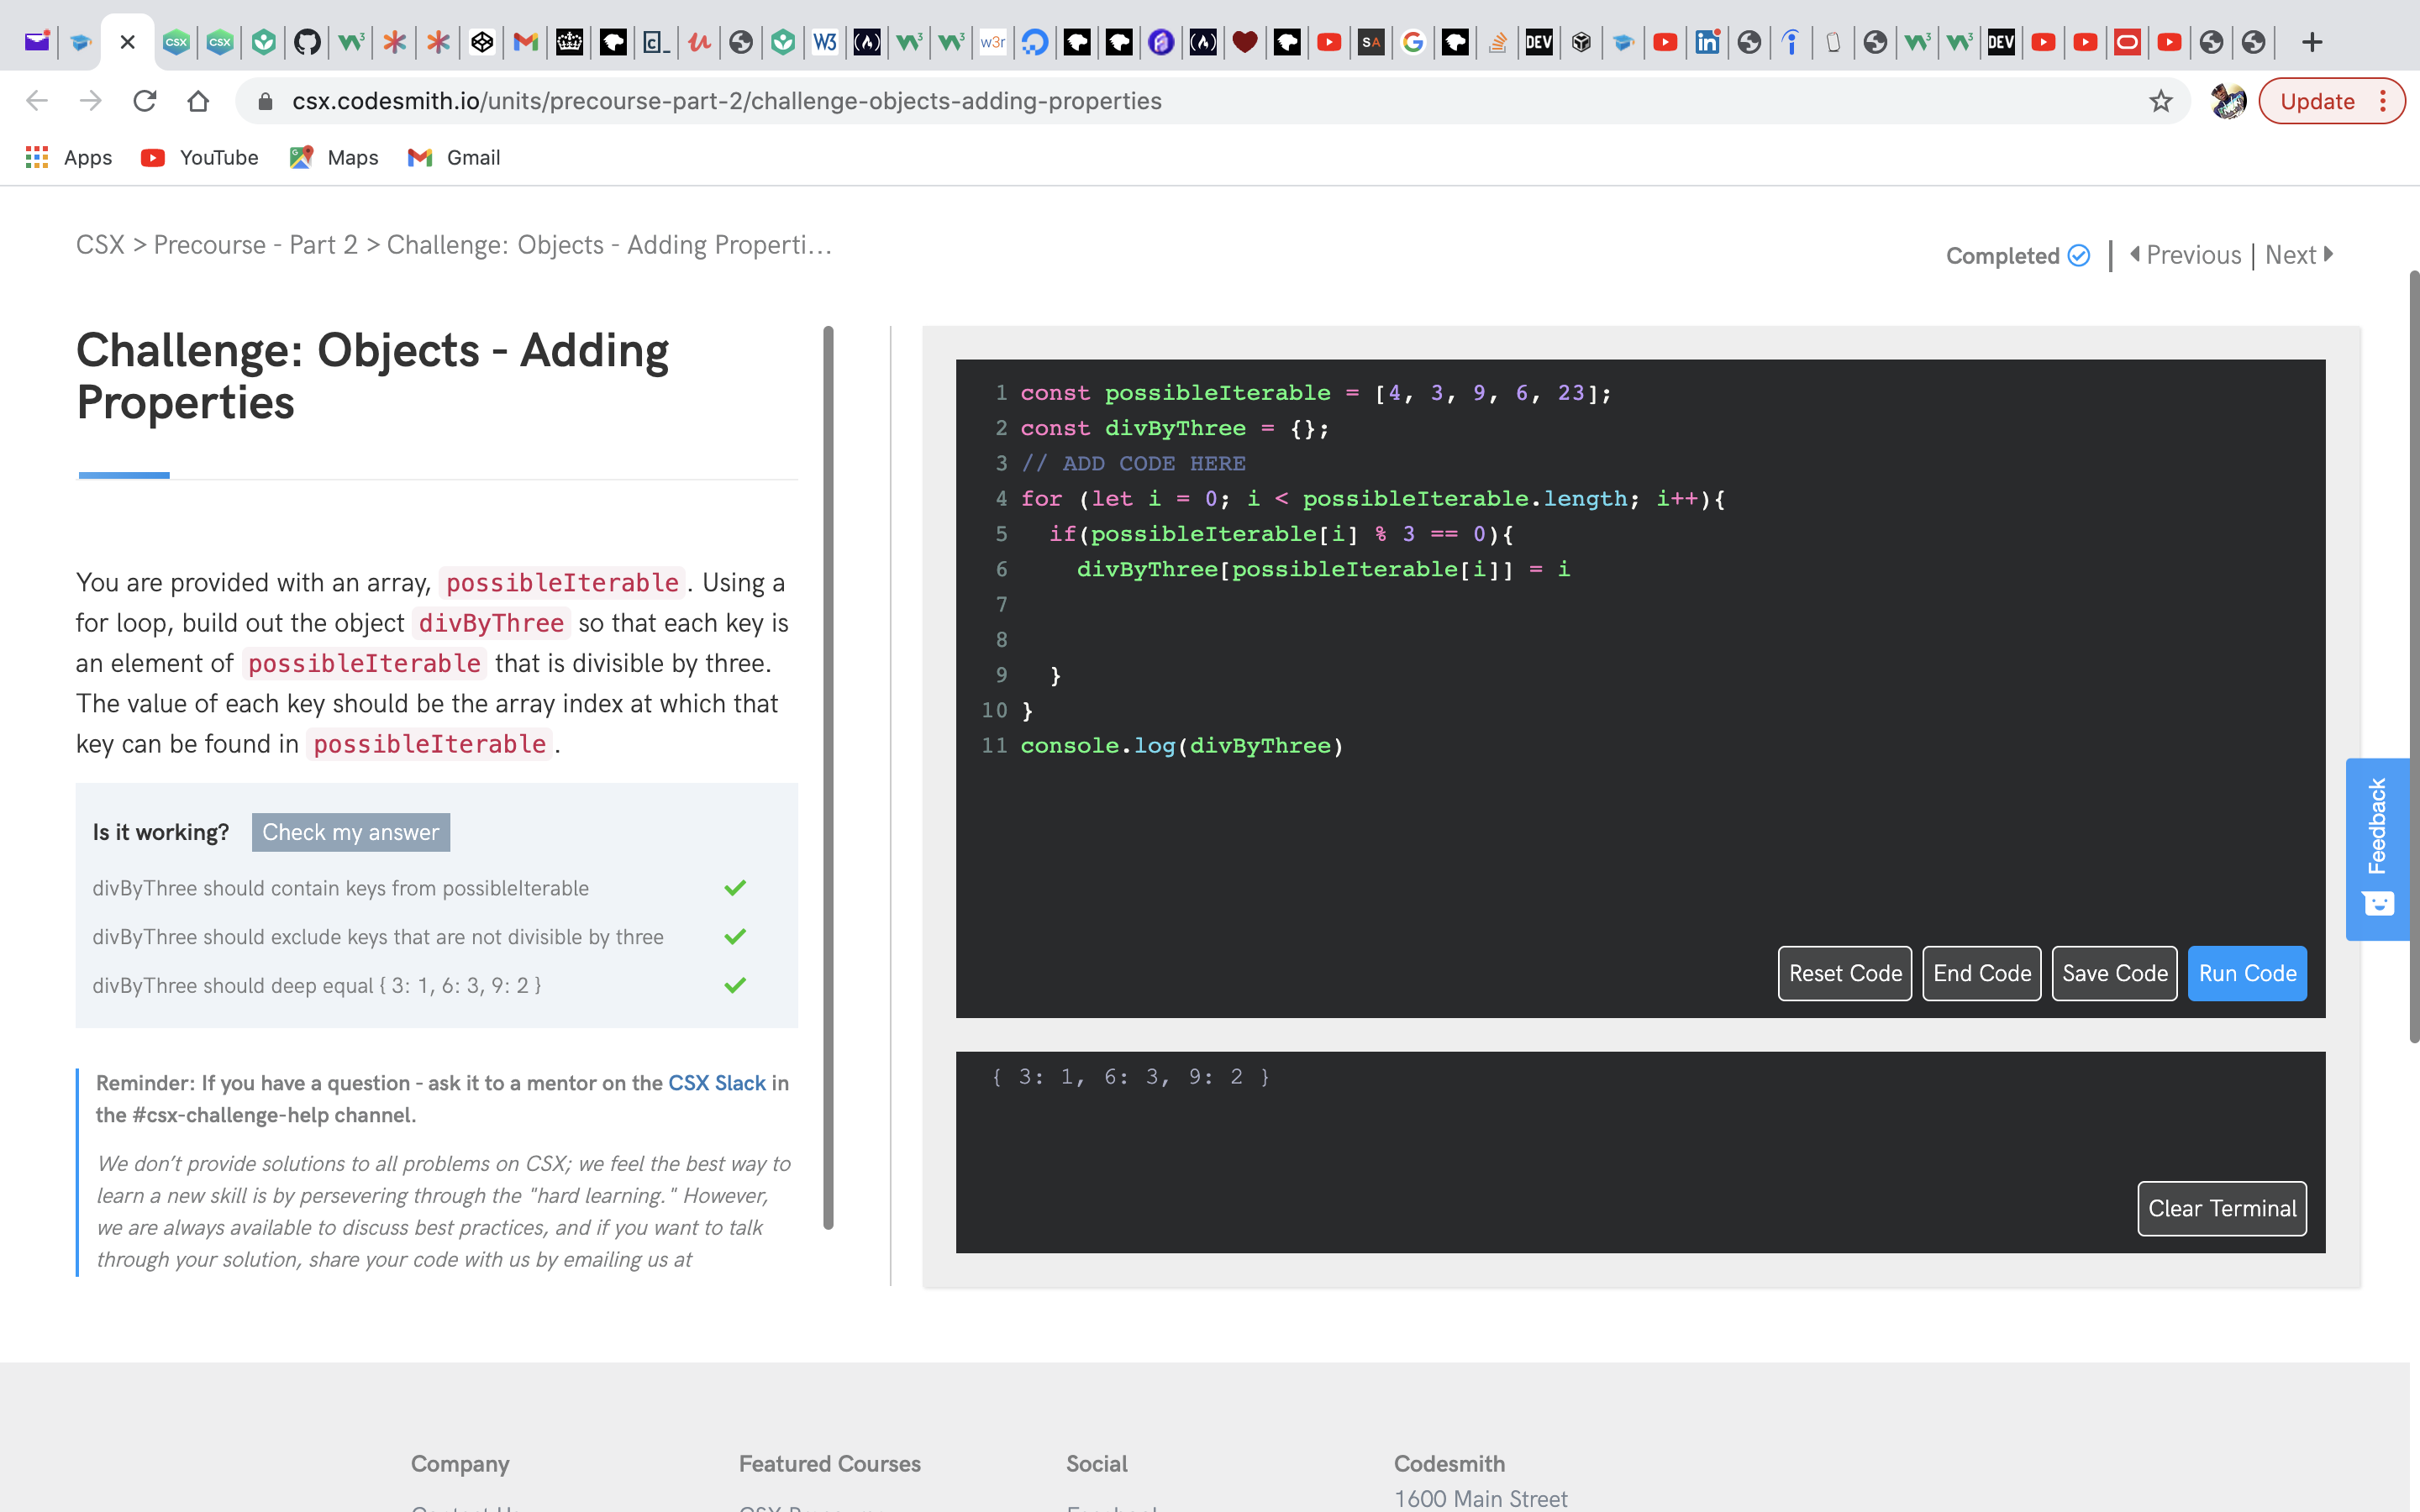 csx.codesmith.io/units/precourse-part-2/challenge-objects-adding-properties
Update
Apps
YouTube
Maps
Gmail
CSX > Precourse - Part 2 > Challenge: Objects - Adding Properti...
Completed | Previous | Next
Challenge: Objects - Adding
Properties
You are provided with an array, possibleIterable. Using a
for loop, build out the object divByThree so that each key is
an element of possibleIterable that is divisible by three.
The value of each key should be the array index at which that
key can be found in possibleIterable.
Is it working? Check my answer
divByThree should contain keys from possibleIterable
divByThree should exclude keys that are not divisible by three
divByThree should deep equal { 3: 1, 6: 3, 9: 2 }
Reminder: If you have a question - ask it to a mentor on the CSX Slack in
the #csx-challenge-help channel.
We don't provide solutions to all problems on CSX; we feel the best way to
learn a new skill is by persevering through the "hard learning." However,
we are always available to discuss best practices, and if you want to talk
through your solution, share your code with us by emailing us at
1 const possibleIterable = [4, 3, 9, 6, 23];
2 const divByThree = {};
3 // ADD CODE HERE
4 for (let i = 0; i < possibleIterable.length; i++){
5 if(possibleIterable[i] % 3 == 0){
6 divByThree[possibleIterable[i]] = i
7
8
9 }
10 }
11 console.log(divByThree)
Reset Code
End Code
Save Code
Run Code
{ 3: 1, 6: 3, 9: 2 }
Clear Terminal
Feedback
Company
Featured Courses
Social
Codesmith
1600 Main Street